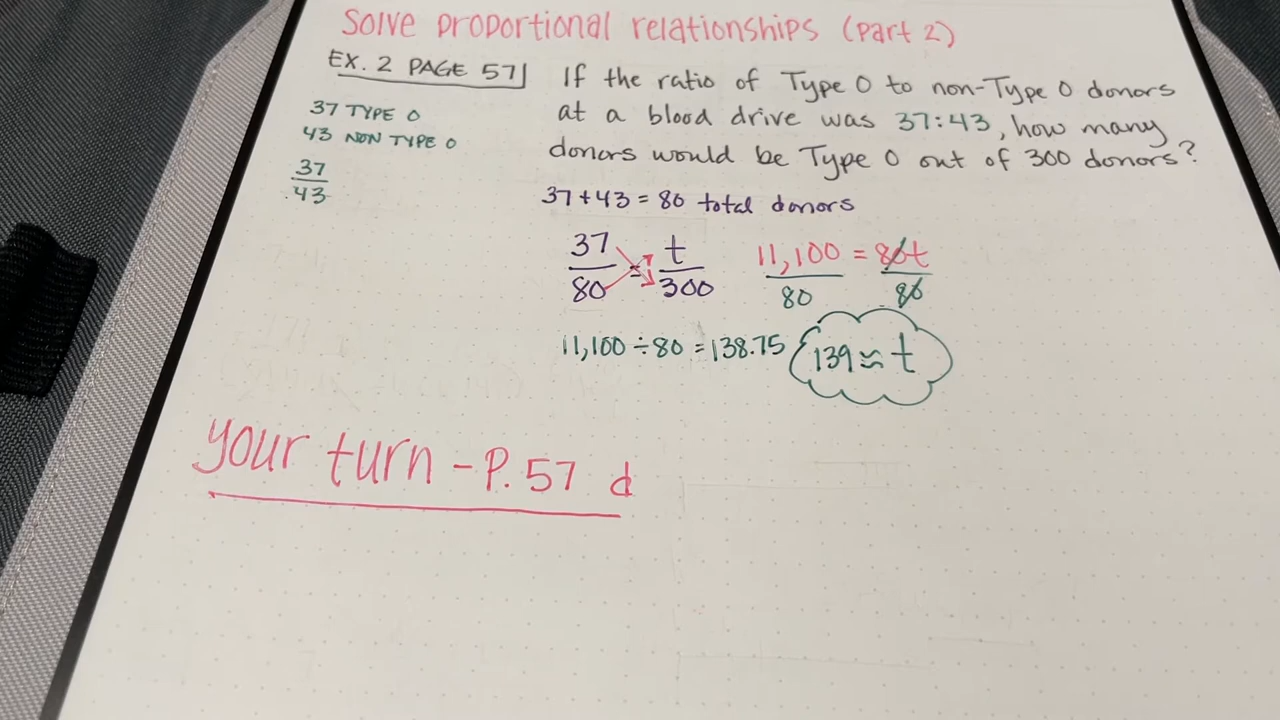 Solve proportional relationships (part 2)
EX. 2 PAGE 57
If the ratio of Type O to non-Type O donors
at a blood drive was 37:43, how many
donors would be Type O out of 300 donors?
37 TYPE O
43 NON TYPE O
37
43
37+43 = 80 total donors
37 = t
80 300
11,100 = 80t
80 80
11,100 ÷ 80 = 138.75
139 ≈ t
your turn - P. 57 d